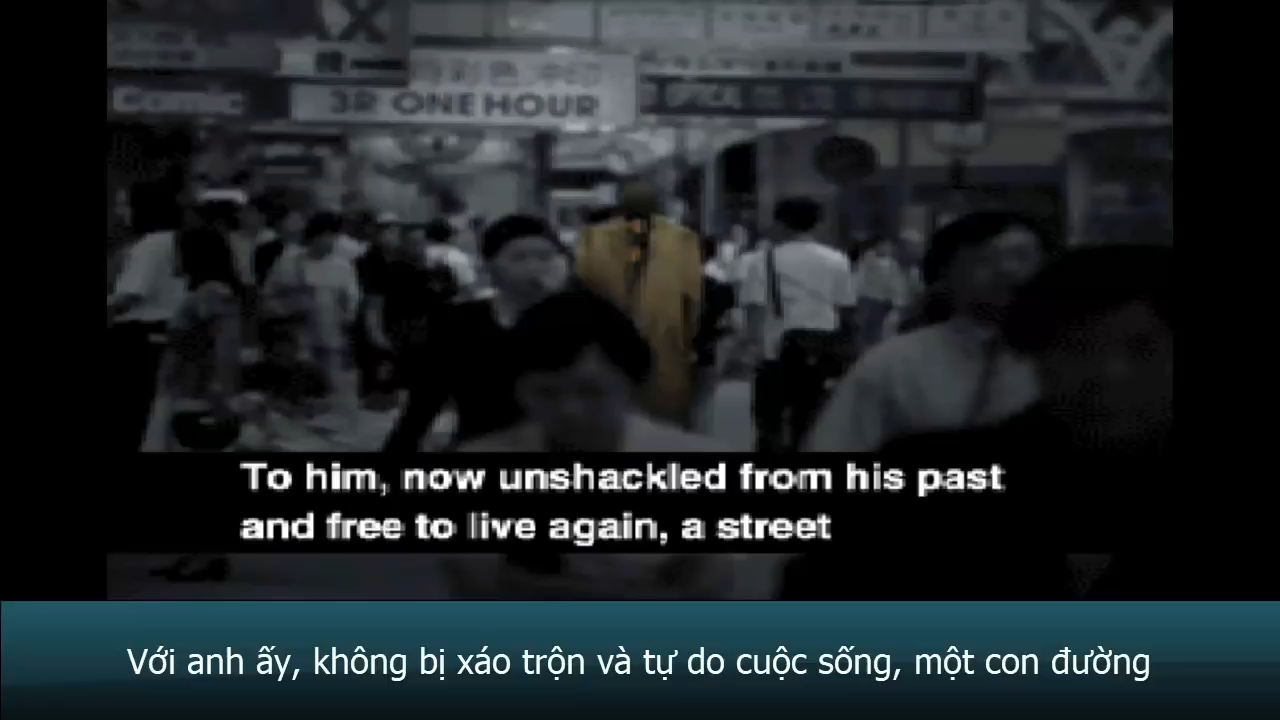 X
Comic
3R ONE HOUR
To him, now unshackled from his past
and free to live again, a street
Với anh ấy, không bị xáo trộn và tự do cuộc sống, một con đường